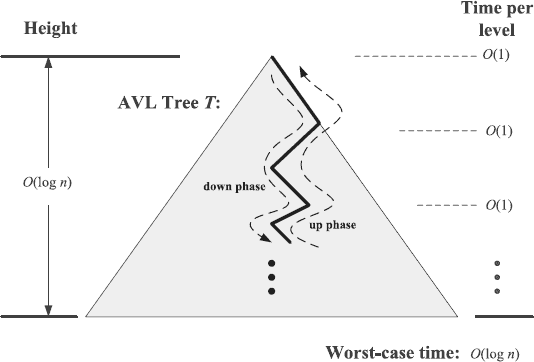 Height
Time per
level
O(1)
AVL Tree T:
O(1)
O(log n)
down phase
O(1)
up phase
Worst-case time: O(log n)